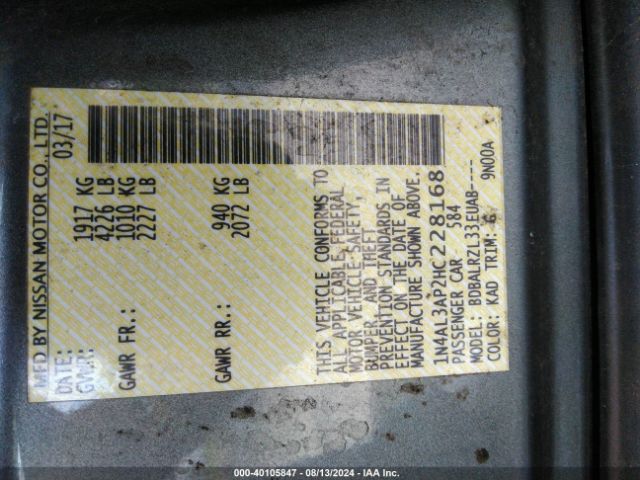 MFD BY NISSAN MOTOR CO., LTD.
DATE: 03/17
GVWR: 1917 KG
4226 LB
GAWR FR.: 1010 KG
2227 LB
GAWR RR.: 940 KG
2072 LB
THIS VEHICLE CONFORMS TO
ALL APPLICABLE FEDERAL
MOTOR VEHICLE SAFETY,
BUMPER, AND THEFT
PREVENTION STANDARDS IN
EFFECT ON THE DATE OF
MANUFACTURE SHOWN ABOVE.
1N4AL3AP2HC228168
PASSENGER CAR 584
MODEL: BDBALRZL33EUAB----
COLOR: KAD TRIM: G 9N00A
000-40105847 - 08/13/2024 - IAA Inc.